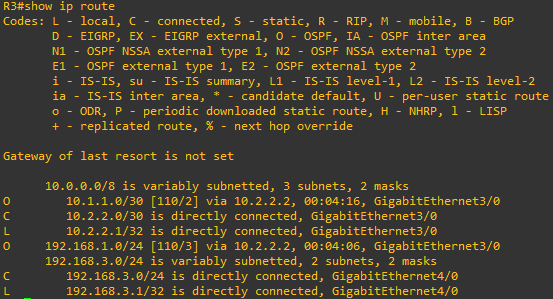 R3#show ip route
Codes: L - local, C - connected, S - static, R - RIP, M - mobile, B - BGP
D - EIGRP, EX - EIGRP external, O - OSPF, IA - OSPF inter area
N1 - OSPF NSSA external type 1, N2 - OSPF NSSA external type 2
E1 - OSPF external type 1, E2 - OSPF external type 2
i - IS-IS, su - IS-IS summary, L1 - IS-IS level-1, L2 - IS-IS level-2
ia - IS-IS inter area, * - candidate default, U - per-user static route
o - ODR, P - periodic downloaded static route, H - NHRP, l - LISP
+ - replicated route, % - next hop override
Gateway of last resort is not set
10.0.0.0/8 is variably subnetted, 3 subnets, 2 masks
O 10.1.1.0/30 [110/2] via 10.2.2.2, 00:04:16, GigabitEthernet3/0
C 10.2.2.0/30 is directly connected, GigabitEthernet3/0
L 10.2.2.1/32 is directly connected, GigabitEthernet3/0
O 192.168.1.0/24 [110/3] via 10.2.2.2, 00:04:06, GigabitEthernet3/0
192.168.3.0/24 is variably subnetted, 2 subnets, 2 masks
C 192.168.3.0/24 is directly connected, GigabitEthernet4/0
L 192.168.3.1/32 is directly connected, GigabitEthernet4/0